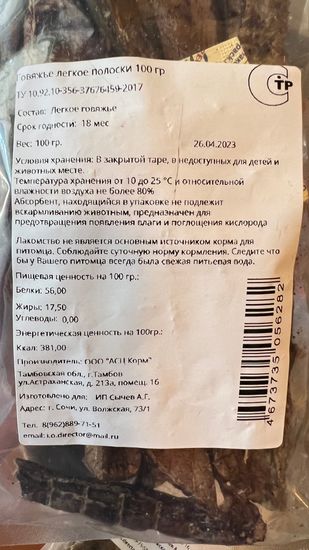 Говяжье легкое полоски 100 гр
ТУ 10.92.10-356-37676459-2017
СТР
Состав: Легкое говяжье
Срок годности: 18 мес
Вес: 100 гр. 26.04.2023
Условия хранения: В закрытой таре, в недоступных для детей и
животных месте.
Температура хранения от 10 до 25 °С и относительной
влажности воздуха не более 80%
Абсорбент, находящийся в упаковке не подлежит
вскармливанию животным, предназначен для
предотвращения появления влаги и поглощения кислорода
Лакомство не является основным источником корма для
питомца. Соблюдайте суточную норму кормления. Следите что
бы у Вашего питомца всегда была свежая питьевая вода.
Пищевая ценность на 100 гр.:
Белки: 56,00
Жиры: 17,50
Углеводы: 0,00
Энергетическая ценность на 100гр.:
Ккал: 381,00
Производитель: ООО "АСЦ Корм"
Тамбовская обл., г.Тамбов
ул.Астраханская, д. 213а, помещ. 16
Изготовлено для: ИП Сычев А.Г.
Адрес: г. Сочи, ул. Волжская, 73/1
Тел. 8(962)889-71-51
email: i.o.director@mail.ru
4673735056282